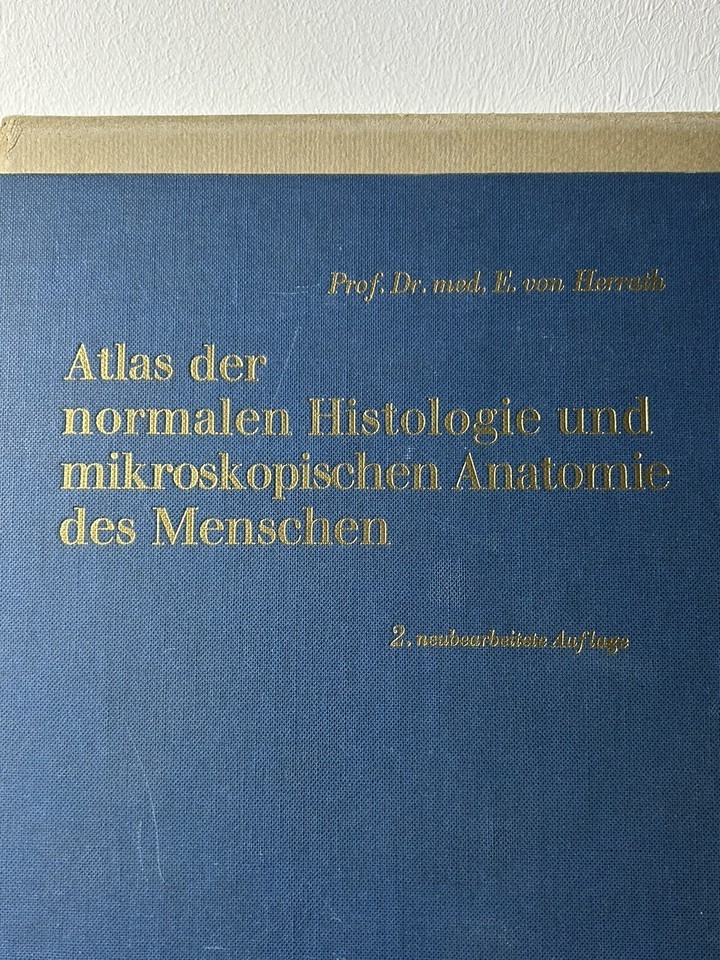 Prof. Dr. med. E. von Herrath
Atlas der
normalen Histologie und
mikroskopischen Anatomie
des Menschen
2. neubearbeitete Auflage